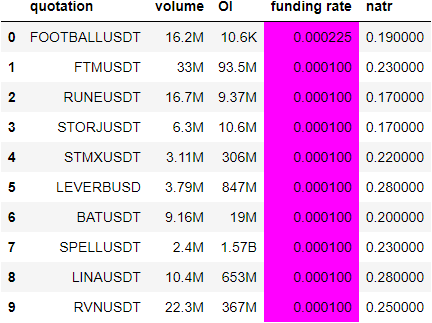 quotation volume OI funding rate natr
0 FOOTBALLUSDT 16.2M 10.6K 0.000225 0.190000
1 FTMUSDT 33M 93.5M 0.000100 0.230000
2 RUNEUSDT 16.7M 9.37M 0.000100 0.170000
3 STORJUSDT 6.3M 10.6M 0.000100 0.170000
4 STMXUSDT 3.11M 306M 0.000100 0.220000
5 LEVERBUSD 3.79M 847M 0.000100 0.280000
6 BATUSDT 9.16M 19M 0.000100 0.200000
7 SPELLUSDT 2.4M 1.57B 0.000100 0.230000
8 LINAUSDT 10.4M 653M 0.000100 0.280000
9 RVNUSDT 22.3M 367M 0.000100 0.250000